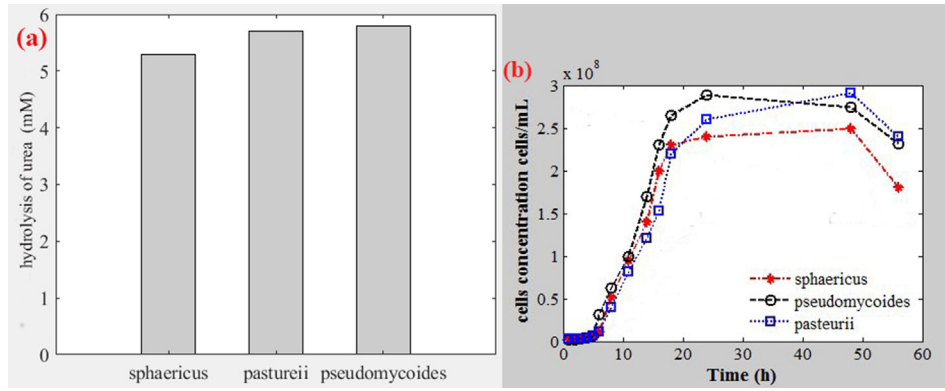 (a)
hydrolysis of urea (mM)
6
5
4
3
2
1
0
sphaericus pastureii pseudomycoides
(b)
x 10⁸
cells concentration cells/mL
3
2.5
2
1.5
1
0.5
0
0 10 20 30 40 50 60
Time (h)
sphaericus
pseudomycoides
pasteurii